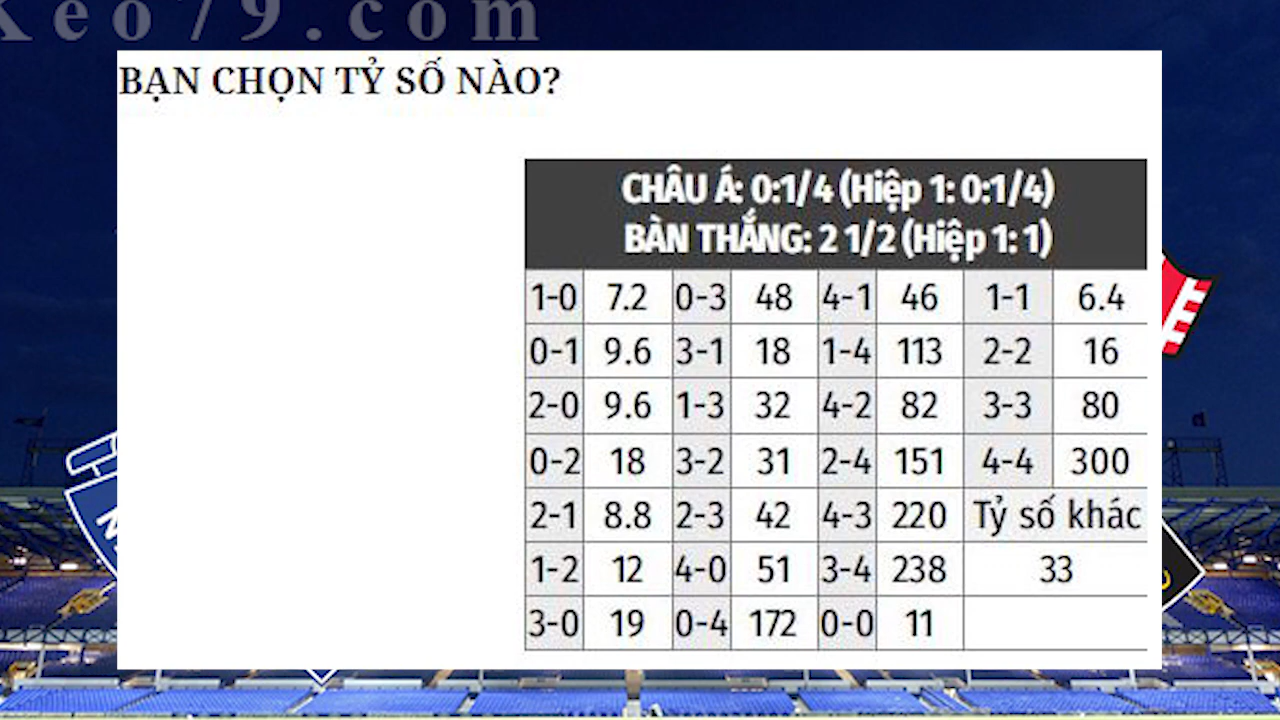 Keo79.com
BẠN CHỌN TỶ SỐ NÀO?
CHÂU Á: 0:1/4 (Hiệp 1: 0:1/4)
BÀN THẮNG: 2 1/2 (Hiệp 1: 1)
1-0 7.2 0-3 48 4-1 46 1-1 6.4
0-1 9.6 3-1 18 1-4 113 2-2 16
2-0 9.6 1-3 32 4-2 82 3-3 80
0-2 18 3-2 31 2-4 151 4-4 300
2-1 8.8 2-3 42 4-3 220 Tỷ số khác
1-2 12 4-0 51 3-4 238 33
3-0 19 0-4 172 0-0 11